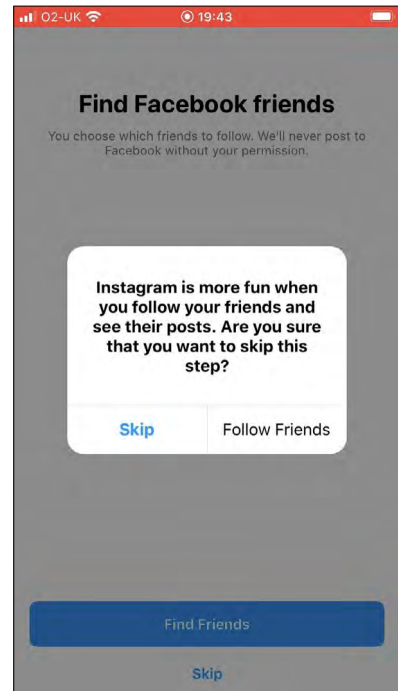 O2-UK 19:43
Find Facebook friends
You choose which friends to follow. We'll never post to
Facebook without your permission.
Instagram is more fun when
you follow your friends and
see their posts. Are you sure
that you want to skip this
step?
Skip Follow Friends
Find Friends
Skip